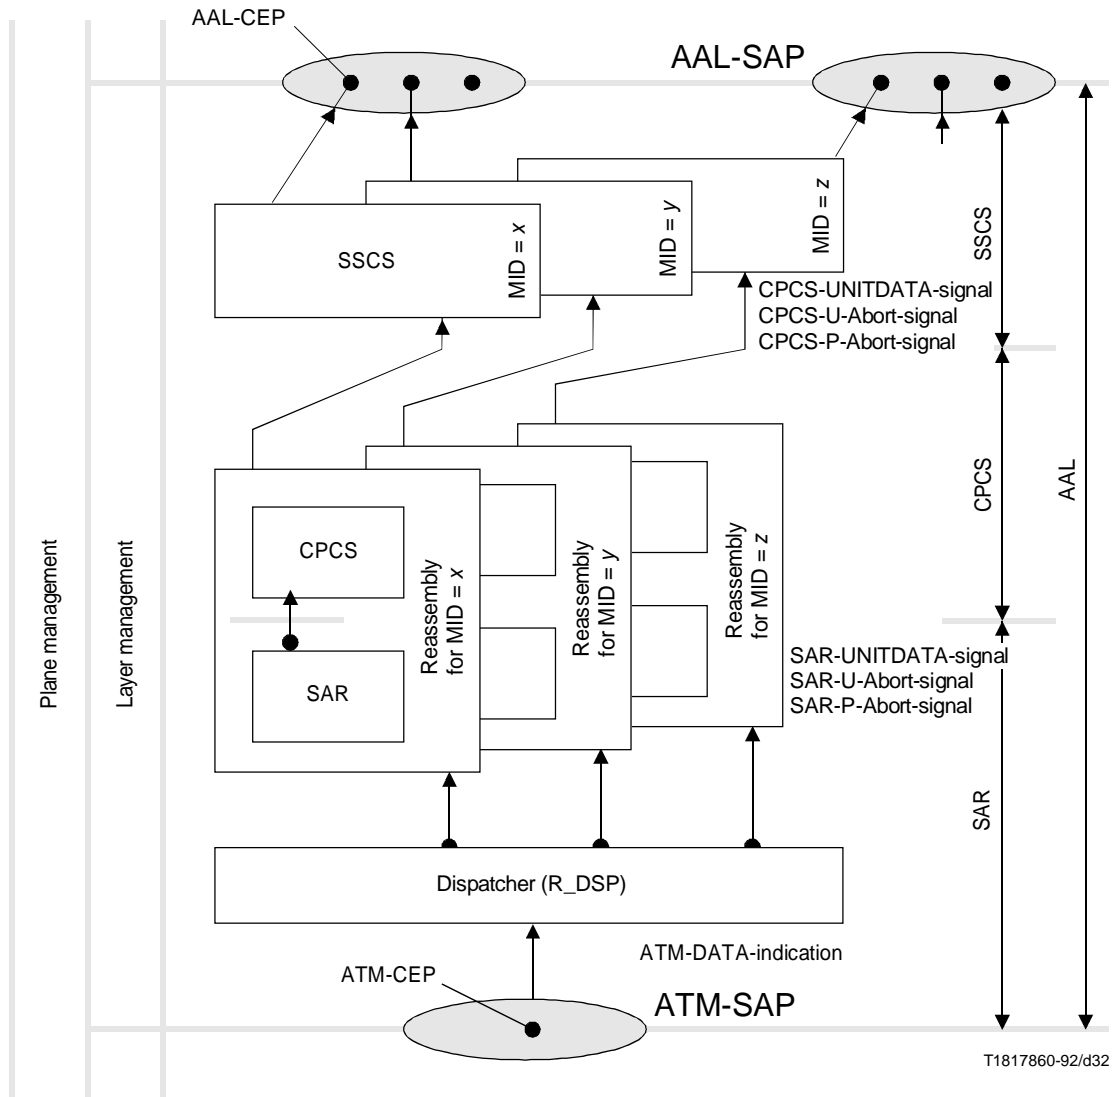 AAL-CEP
AAL-SAP
MID = x
MID = y
MID = z
SSCS
SSCS
CPCS-UNITDATA-signal
CPCS-U-Abort-signal
CPCS-P-Abort-signal
Plane management
Layer management
CPCS
SAR
Reassembly
for MID = x
Reassembly
for MID = y
Reassembly
for MID = z
CPCS
AAL
SAR-UNITDATA-signal
SAR-U-Abort-signal
SAR-P-Abort-signal
SAR
Dispatcher (R_DSP)
ATM-DATA-indication
ATM-CEP
ATM-SAP
T1817860-92/d32